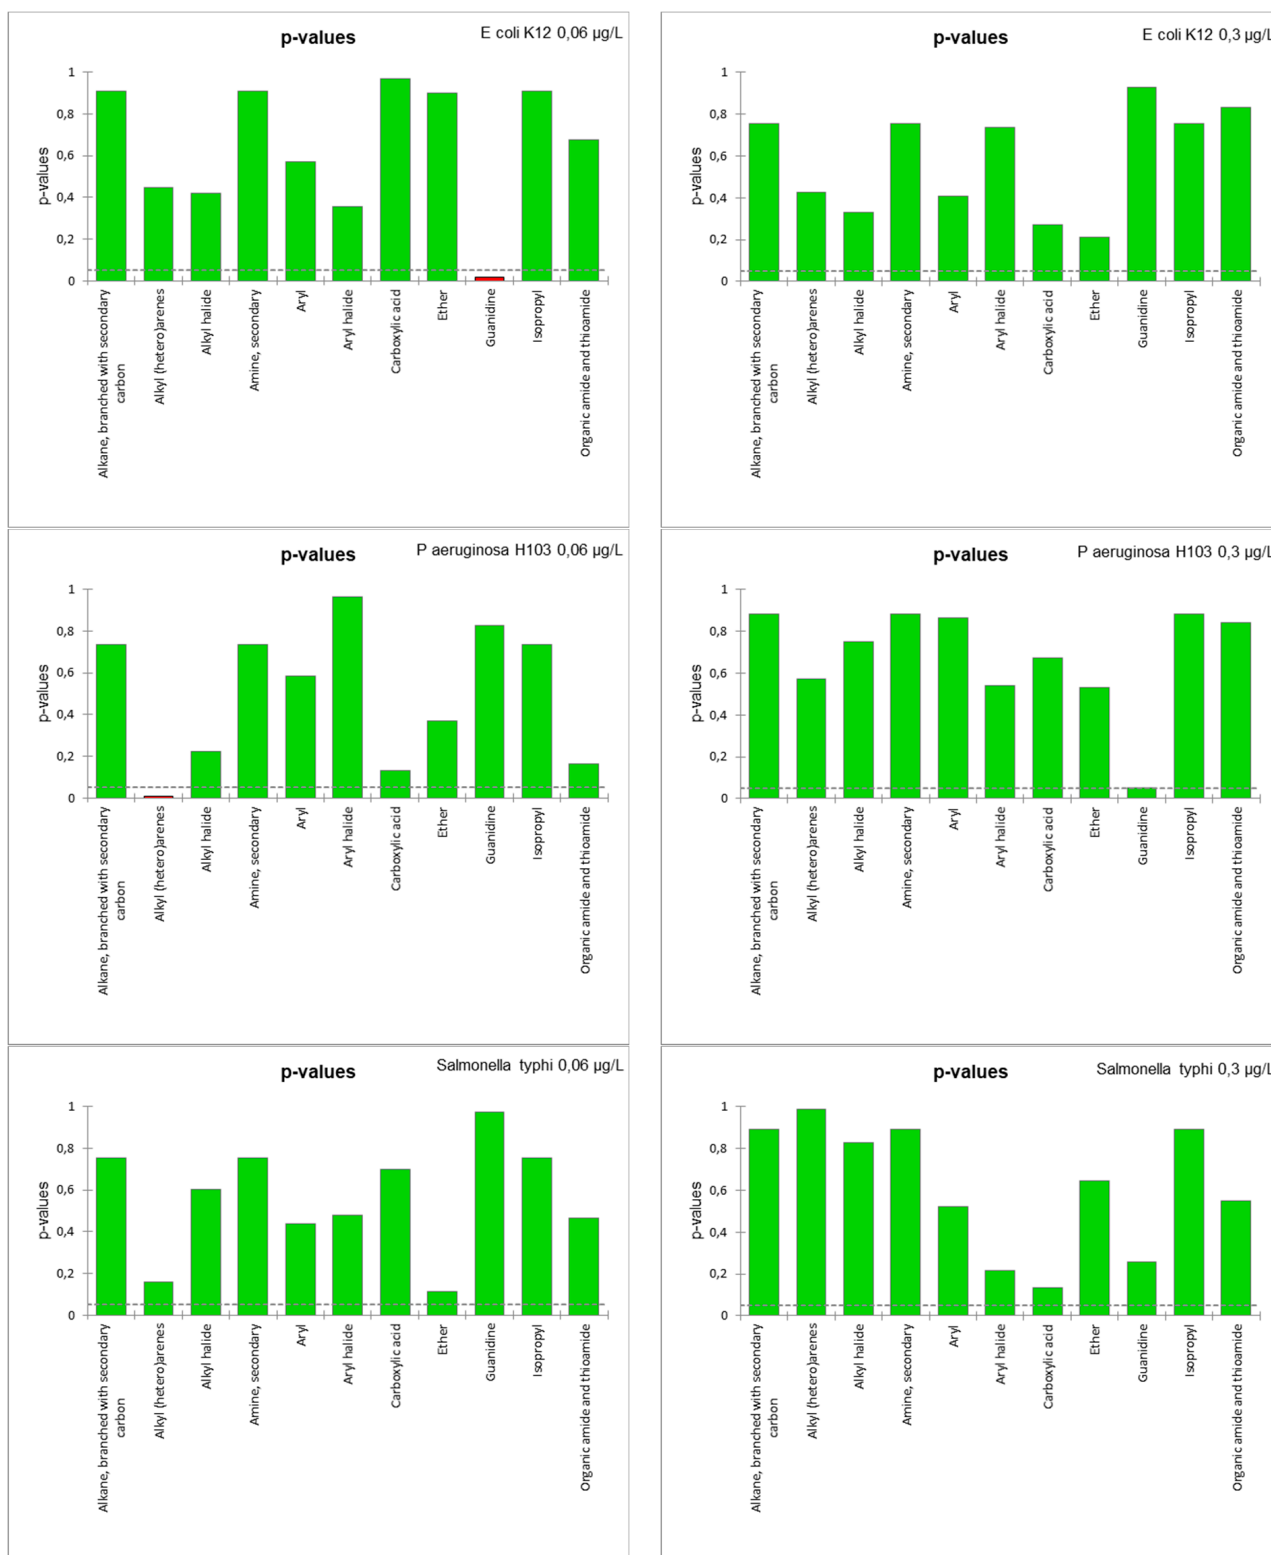 E coli K12 0,06 µg/L
p-values
p-values
1
0,8
0,6
0,4
0,2
0
Alkane, branched with secondary
carbon
Alkyl (hetero)arenes
Alkyl halide
Amine, secondary
Aryl
Aryl halide
Carboxylic acid
Ether
Guanidine
Isopropyl
Organic amide and thioamide
E coli K12 0,3 µg/L
p-values
p-values
1
0,8
0,6
0,4
0,2
0
Alkane, branched with secondary
carbon
Alkyl (hetero)arenes
Alkyl halide
Amine, secondary
Aryl
Aryl halide
Carboxylic acid
Ether
Guanidine
Isopropyl
Organic amide and thioamide
P aeruginosa H103 0,06 µg/L
p-values
p-values
1
0,8
0,6
0,4
0,2
0
Alkane, branched with secondary
carbon
Alkyl (hetero)arenes
Alkyl halide
Amine, secondary
Aryl
Aryl halide
Carboxylic acid
Ether
Guanidine
Isopropyl
Organic amide and thioamide
P aeruginosa H103 0,3 µg/L
p-values
p-values
1
0,8
0,6
0,4
0,2
0
Alkane, branched with secondary
carbon
Alkyl (hetero)arenes
Alkyl halide
Amine, secondary
Aryl
Aryl halide
Carboxylic acid
Ether
Guanidine
Isopropyl
Organic amide and thioamide
Salmonella typhi 0,06 µg/L
p-values
p-values
1
0,8
0,6
0,4
0,2
0
Alkane, branched with secondary
carbon
Alkyl (hetero)arenes
Alkyl halide
Amine, secondary
Aryl
Aryl halide
Carboxylic acid
Ether
Guanidine
Isopropyl
Organic amide and thioamide
Salmonella typhi 0,3 µg/L
p-values
p-values
1
0,8
0,6
0,4
0,2
0
Alkane, branched with secondary
carbon
Alkyl (hetero)arenes
Alkyl halide
Amine, secondary
Aryl
Aryl halide
Carboxylic acid
Ether
Guanidine
Isopropyl
Organic amide and thioamide